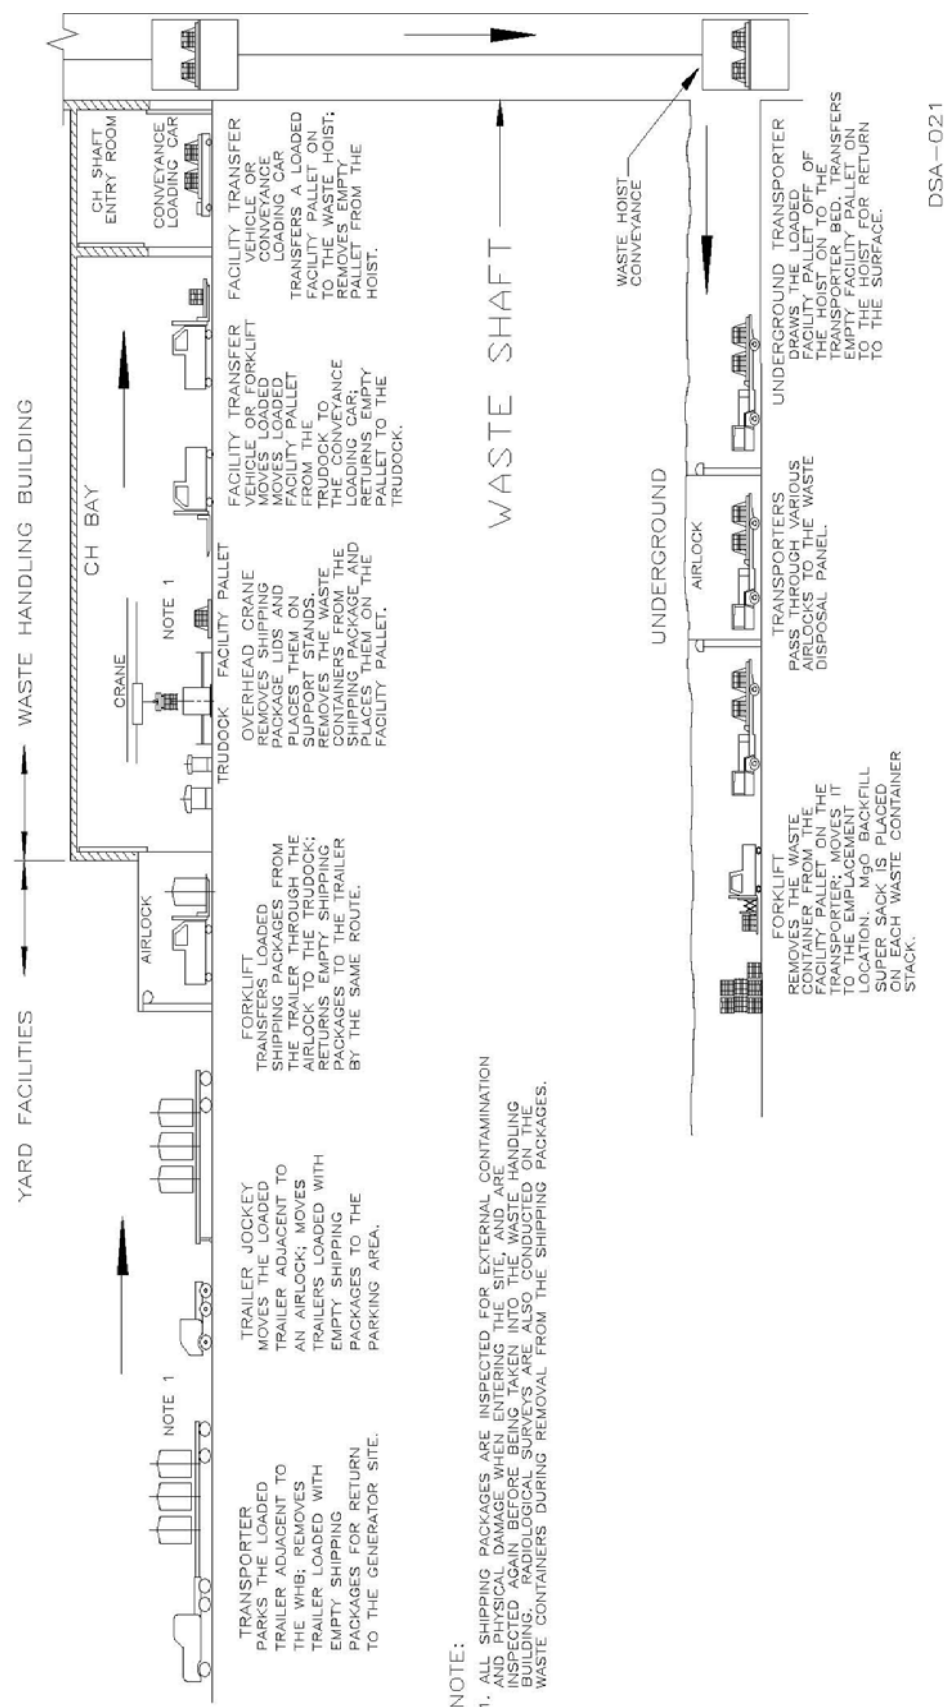 YARD FACILITIES
WASTE HANDLING BUILDING
NOTE 1
AIRLOCK
CRANE
NOTE 1
CH BAY
CH SHAFT
ENTRY ROOM
CONVEYANCE
LOADING CAR
TRUDOCK
FACILITY PALLET
TRANSPORTER
PARKS THE LOADED
TRAILER ADJACENT TO
THE WHB; REMOVES
TRAILER LOADED WITH
EMPTY SHIPPING
PACKAGES FOR RETURN
TO THE GENERATOR SITE.
TRAILER JOCKEY
MOVES THE LOADED
TRAILER ADJACENT TO
AN AIRLOCK; MOVES
TRAILERS LOADED WITH
EMPTY SHIPPING
PACKAGES TO THE
PARKING AREA.
FORKLIFT
TRANSFERS LOADED
SHIPPING PACKAGES FROM
THE TRAILER THROUGH THE
AIRLOCK TO THE TRUDOCK;
RETURNS EMPTY SHIPPING
PACKAGES TO THE TRAILER
BY THE SAME ROUTE.
OVERHEAD CRANE
REMOVES SHIPPING
PACKAGE LIDS AND
PLACES THEM ON
SUPPORT STANDS.
REMOVES THE WASTE
CONTAINERS FROM THE
SHIPPING PACKAGE AND
PLACES THEM ON THE
FACILITY PALLET.
FACILITY TRANSFER
VEHICLE OR FORKLIFT
MOVES LOADED
MOVES LOADED
FACILITY PALLET
FROM THE
TRUDOCK TO
THE CONVEYANCE
LOADING CAR;
RETURNS EMPTY
PALLET TO THE
TRUDOCK.
FACILITY TRANSFER
VEHICLE OR
CONVEYANCE
LOADING CAR
TRANSFERS A LOADED
FACILITY PALLET ON
TO THE WASTE HOIST;
REMOVES EMPTY
PALLET FROM THE
HOIST.
WASTE SHAFT
WASTE HOIST
CONVEYANCE
UNDERGROUND
AIRLOCK
FORKLIFT
REMOVES THE WASTE
CONTAINER FROM THE
FACILITY PALLET ON THE
TRANSPORTER; MOVES IT
TO THE EMPLACEMENT
LOCATION. MgO BACKFILL
SUPER SACK IS PLACED
ON EACH WASTE CONTAINER
STACK.
TRANSPORTERS
PASS THROUGH VARIOUS
AIRLOCKS TO THE WASTE
DISPOSAL PANEL.
UNDERGROUND TRANSPORTER
DRAWS THE LOADED
FACILITY PALLET OFF OF
THE HOIST ON TO THE
TRANSPORTER BED. TRANSFERS
EMPTY FACILITY PALLET ON
TO THE HOIST FOR RETURN
TO THE SURFACE.
NOTE:
1. ALL SHIPPING PACKAGES ARE INSPECTED FOR EXTERNAL CONTAMINATION
AND PHYSICAL DAMAGE WHEN ENTERING THE SITE, AND ARE
INSPECTED AGAIN BEFORE BEING TAKEN INTO THE WASTE HANDLING
BUILDING. RADIOLOGICAL SURVEYS ARE ALSO CONDUCTED ON THE
WASTE CONTAINERS DURING REMOVAL FROM THE SHIPPING PACKAGES.
DSA-021